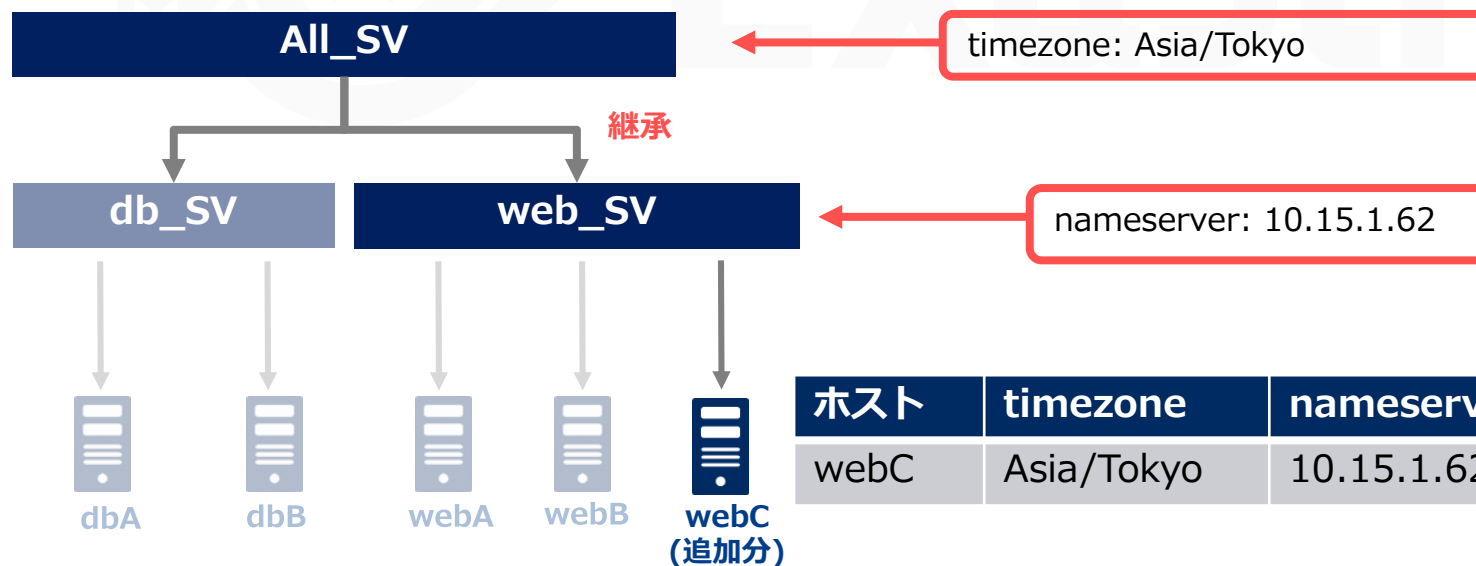 All_SV
timezone: Asia/Tokyo
継承
db_SV
web_SV
nameserver: 10.15.1.62
ホスト timezone
webC Asia/Tokyo
dbA
dbB
webA
webB
webC
(追加分)